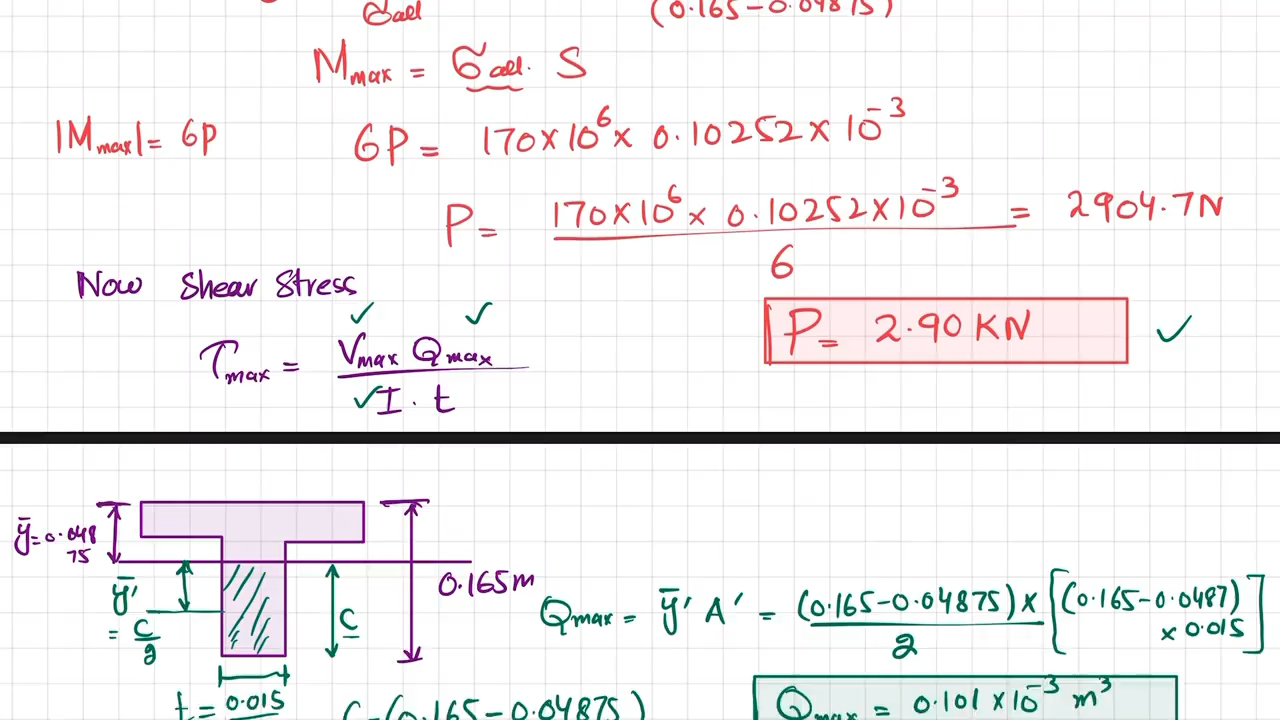 σall
(0.165-0.04875)
Mmax = σall. S
|Mmax| = 6P
6P = 170×10⁶ × 0.10252 × 10⁻³
P = 170×10⁶ × 0.10252×10⁻³ = 2904.7N
6
Now Shear Stress
P = 2.90 KN
τmax = Vmax Qmax
I . t
ȳ=0.048
75
0.165m
ȳ'
= C
2
C
Qmax = ȳ' A' = (0.165-0.04875) × [(0.165-0.0487)
× 0.015]
2
t = 0.015
C = (0.165-0.04875)
Qmax = 0.101 × 10⁻³ m³